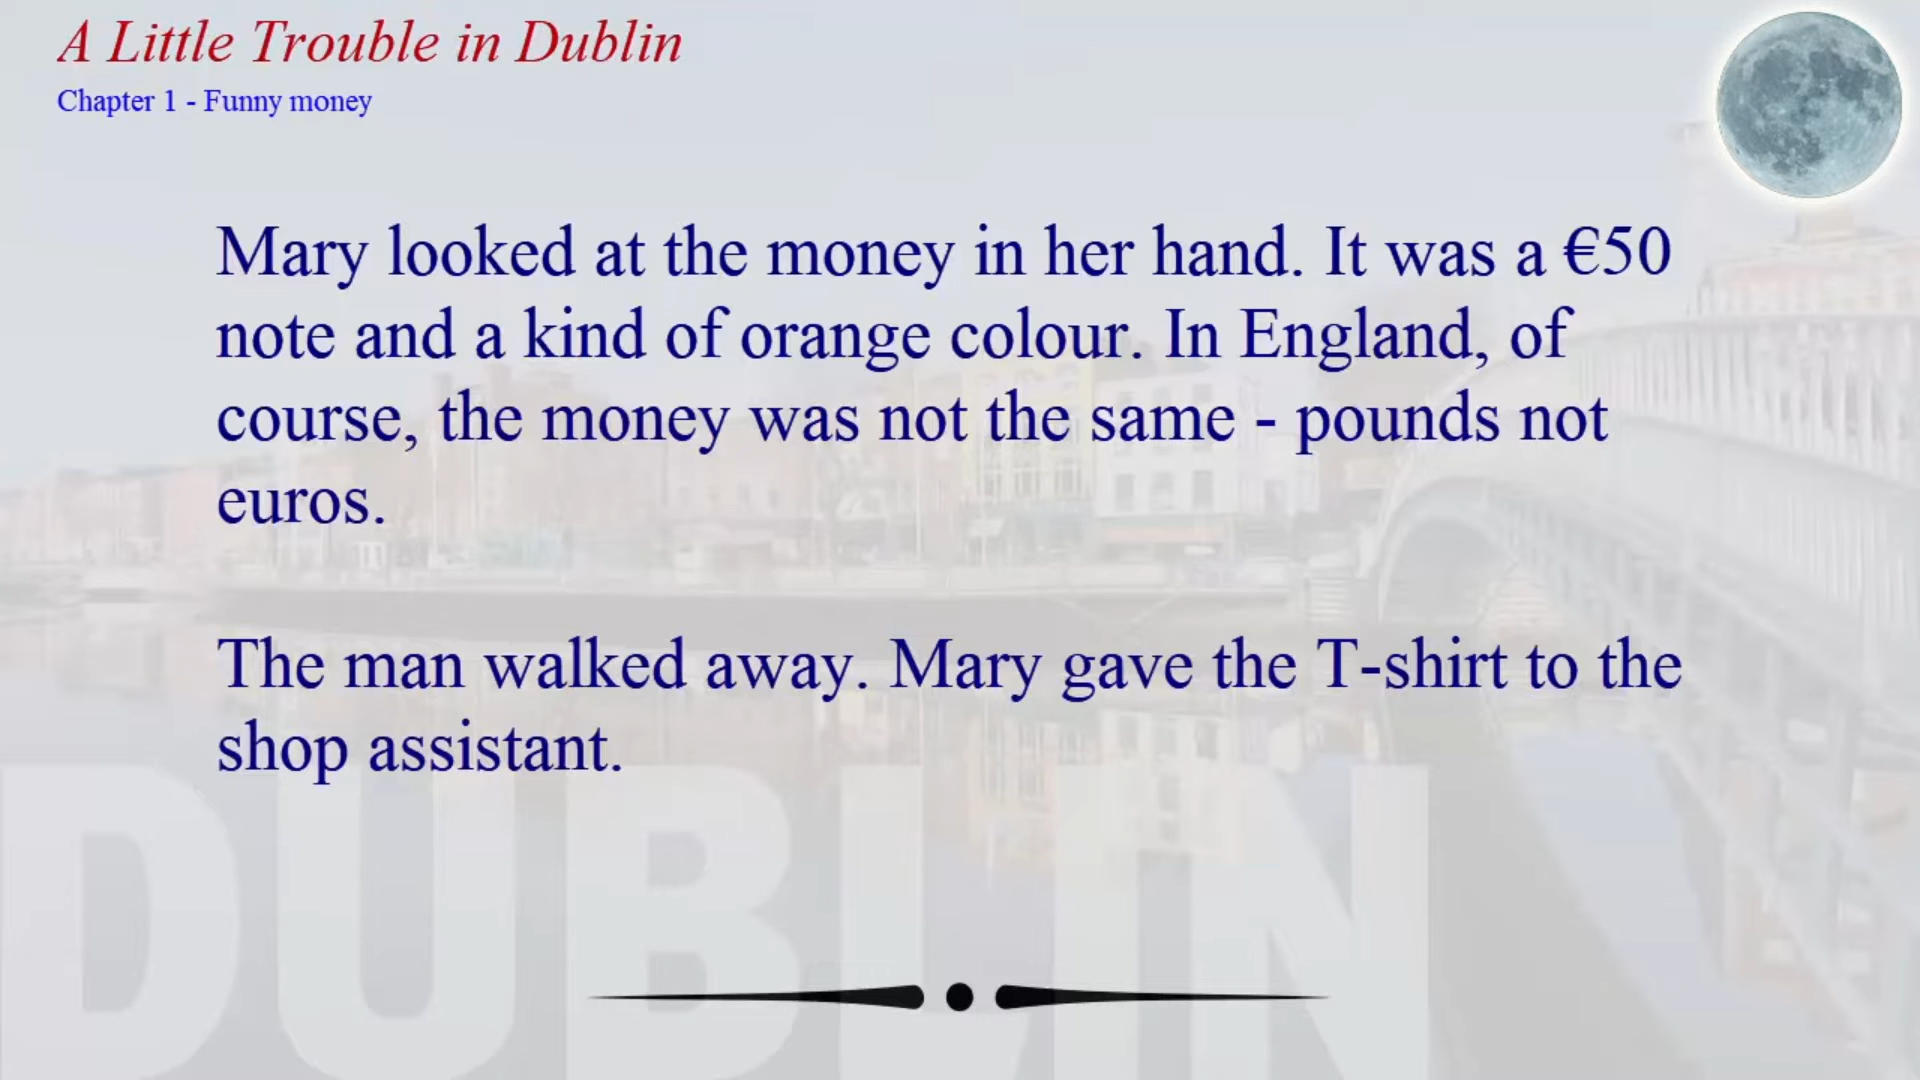 A Little Trouble in Dublin
Chapter 1 - Funny money
Mary looked at the money in her hand. It was a €50
note and a kind of orange colour. In England, of
course, the money was not the same - pounds not
euros.
The man walked away. Mary gave the T-shirt to the
shop assistant.
DUBLIN